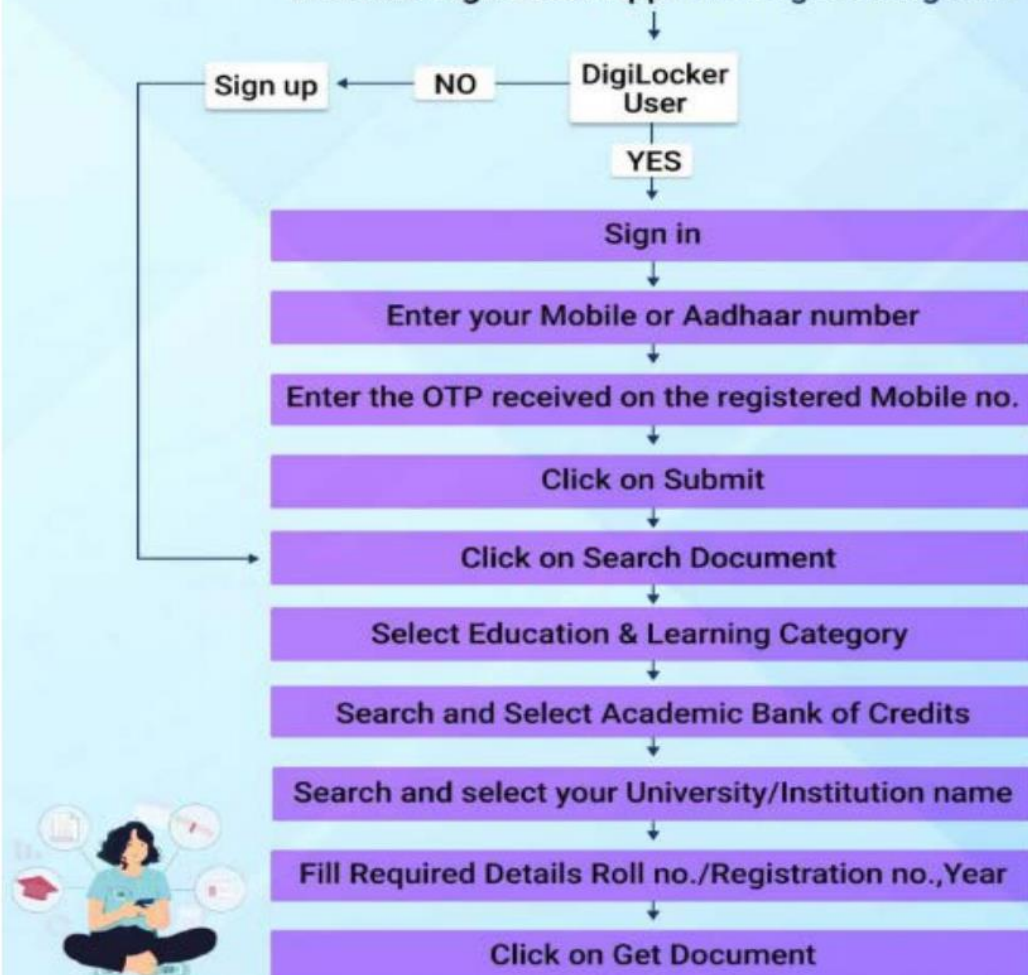 DigiLocker
User
NO
Sign up
YES
Sign in
Enter your Mobile or Aadhaar number
Enter the OTP received on the registered Mobile no.
Click on Submit
Click on Search Document
Select Education & Learning Category
Search and Select Academic Bank of Credits
Search and select your University/Institution name
Fill Required Details Roll no./Registration no.,Year
Click on Get Document